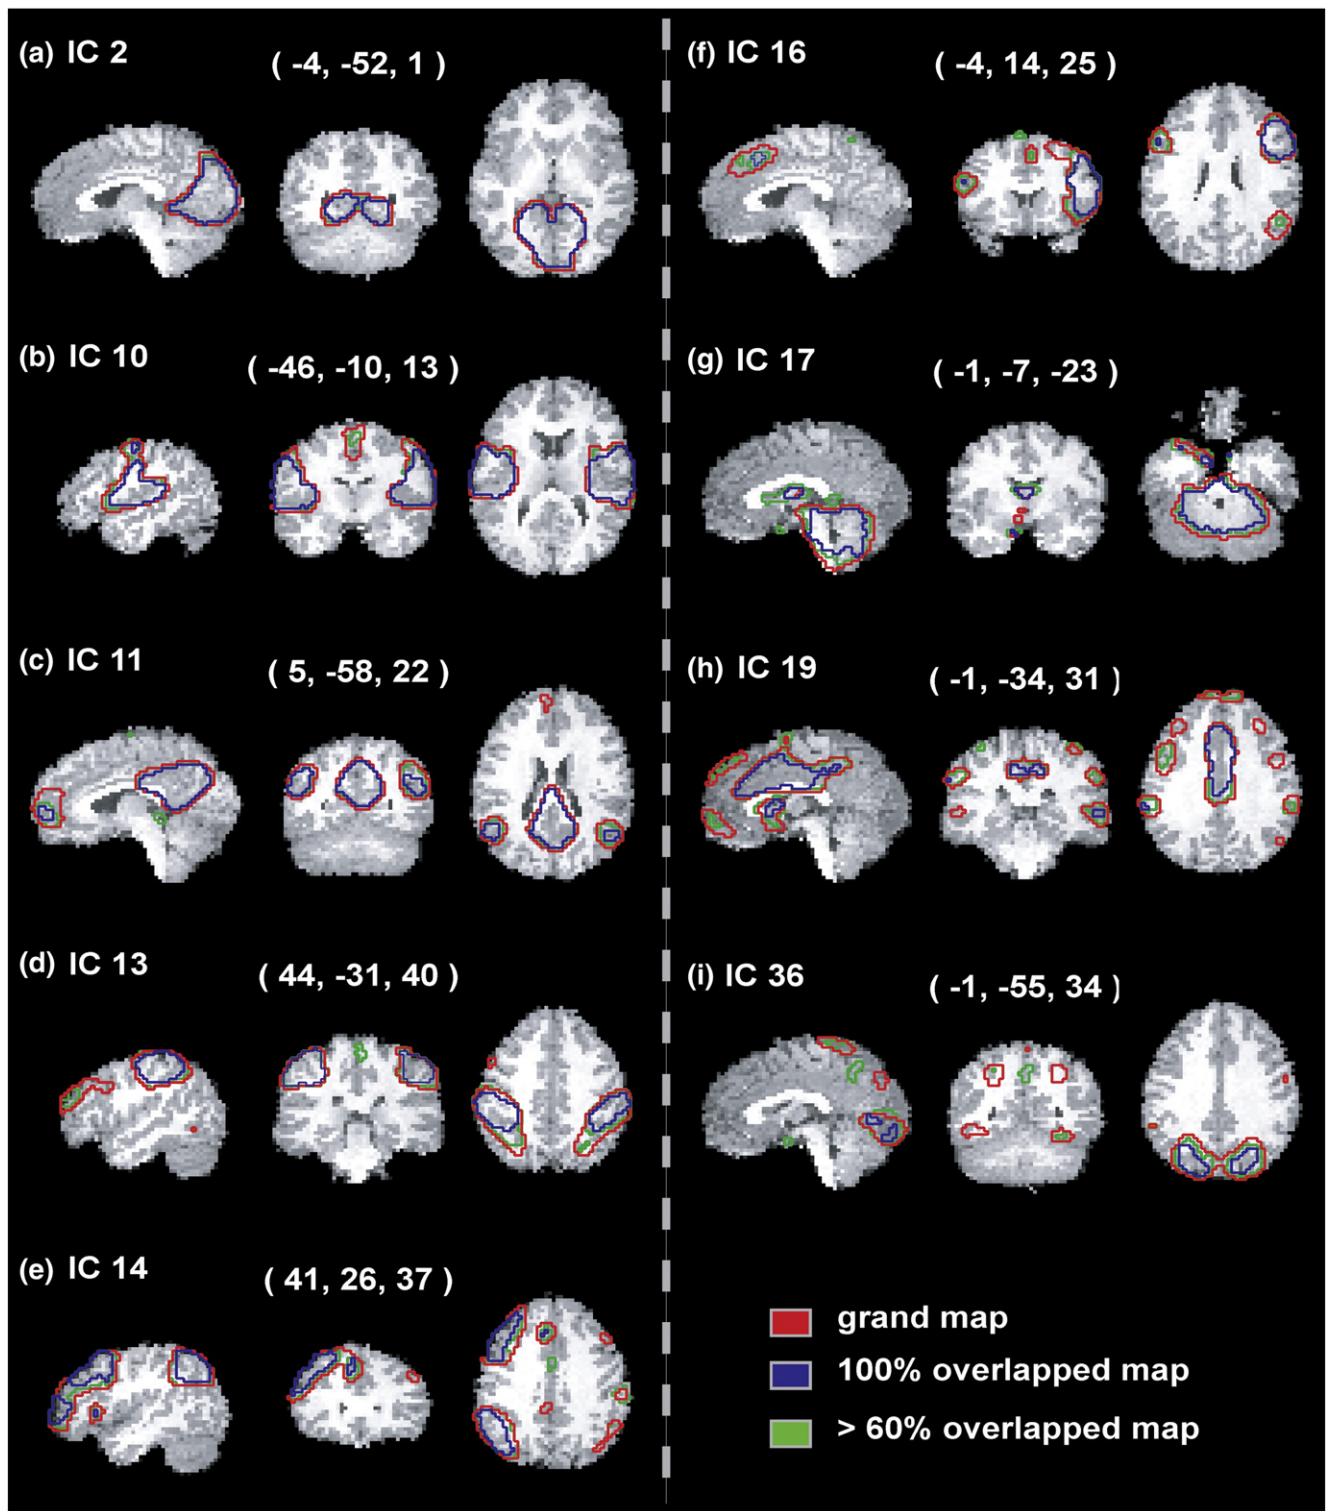 (a) IC 2
( -4, -52, 1 )
(b) IC 10
( -46, -10, 13 )
(c) IC 11
( 5, -58, 22 )
(d) IC 13
( 44, -31, 40 )
(e) IC 14
( 41, 26, 37 )
(f) IC 16
( -4, 14, 25 )
(g) IC 17
( -1, -7, -23 )
(h) IC 19
( -1, -34, 31 )
(i) IC 36
( -1, -55, 34 )
grand map
100% overlapped map
> 60% overlapped map